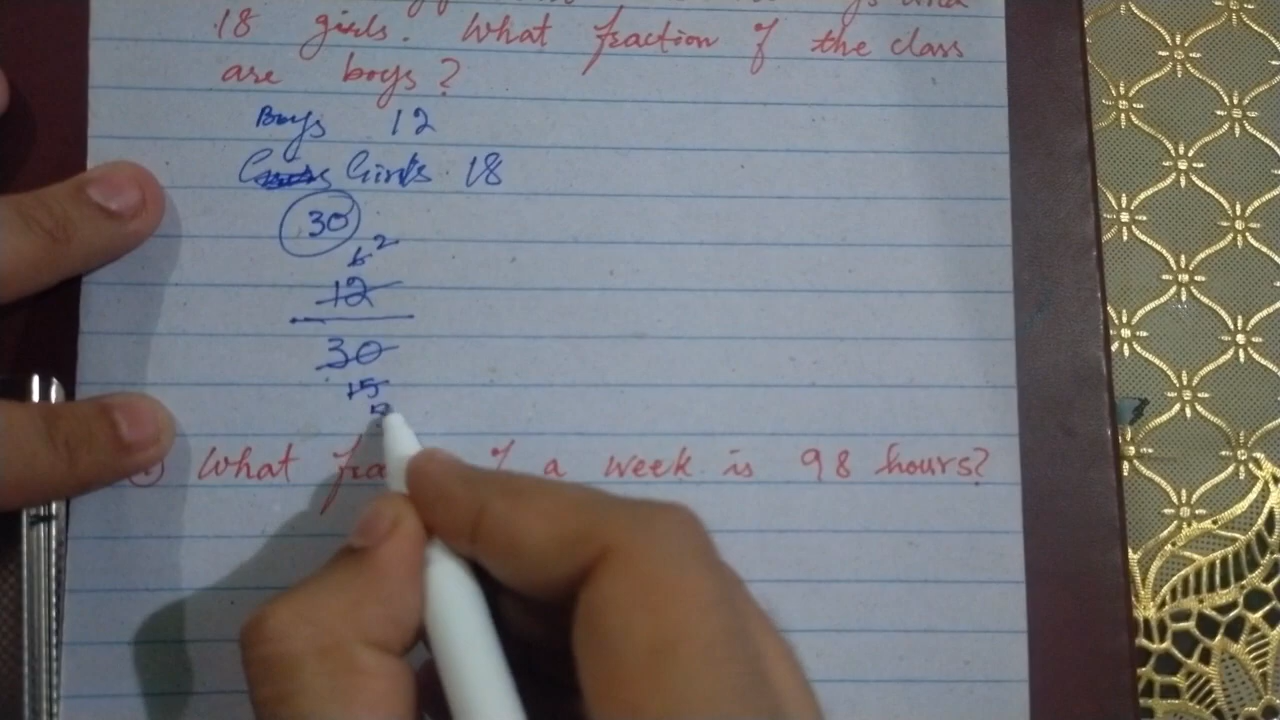 18 girls. What fraction of the class
are boys?
Boys 12
Girls 18
30
6 2
12
30
15
5
What of a week is 98 hours?